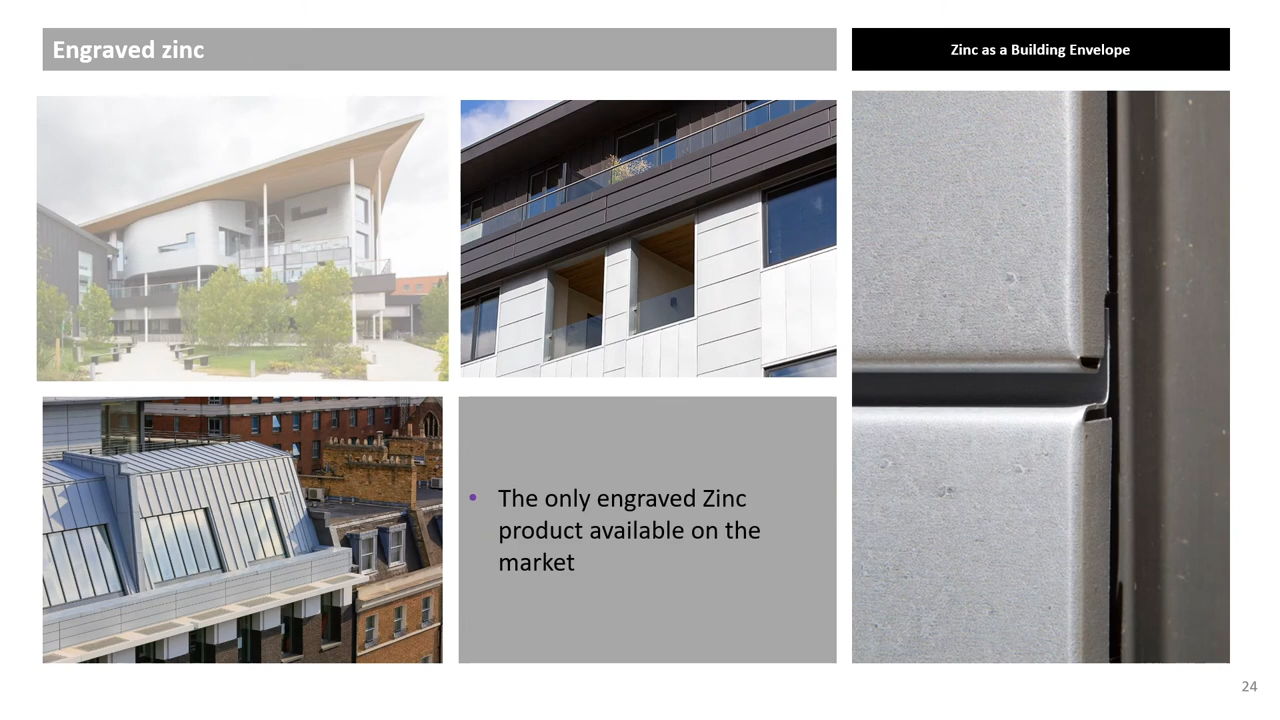 Engraved zinc
Zinc as a Building Envelope
• The only engraved Zinc
product available on the
market
24